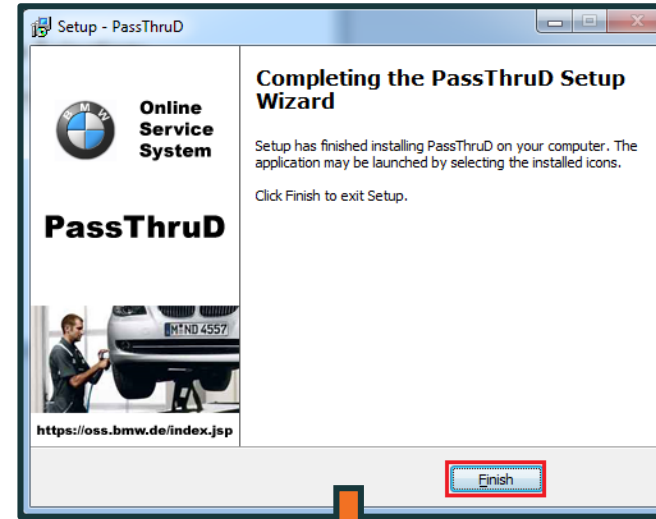 Setup - PassThruD
BMW
Online
Service
System
PassThruD
M*ND 4557
https://oss.bmw.de/index.jsp
Completing the PassThruD Setup
Wizard
Setup has finished installing PassThruD on your computer. The
application may be launched by selecting the installed icons.
Click Finish to exit Setup.
Finish